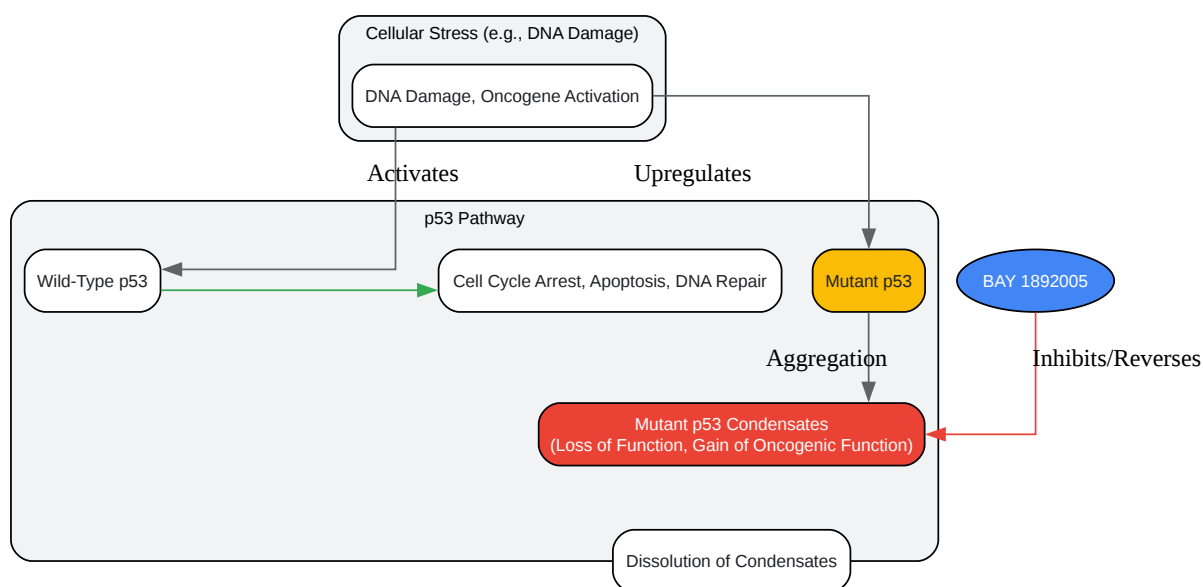 Cellular Stress (e.g., DNA Damage)
DNA Damage, Oncogene Activation
Activates
Upregulates
p53 Pathway
Wild-Type p53
Cell Cycle Arrest, Apoptosis, DNA Repair
Mutant p53
BAY 1892005
Aggregation
Inhibits/Reverses
Mutant p53 Condensates
(Loss of Function, Gain of Oncogenic Function)
Dissolution of Condensates